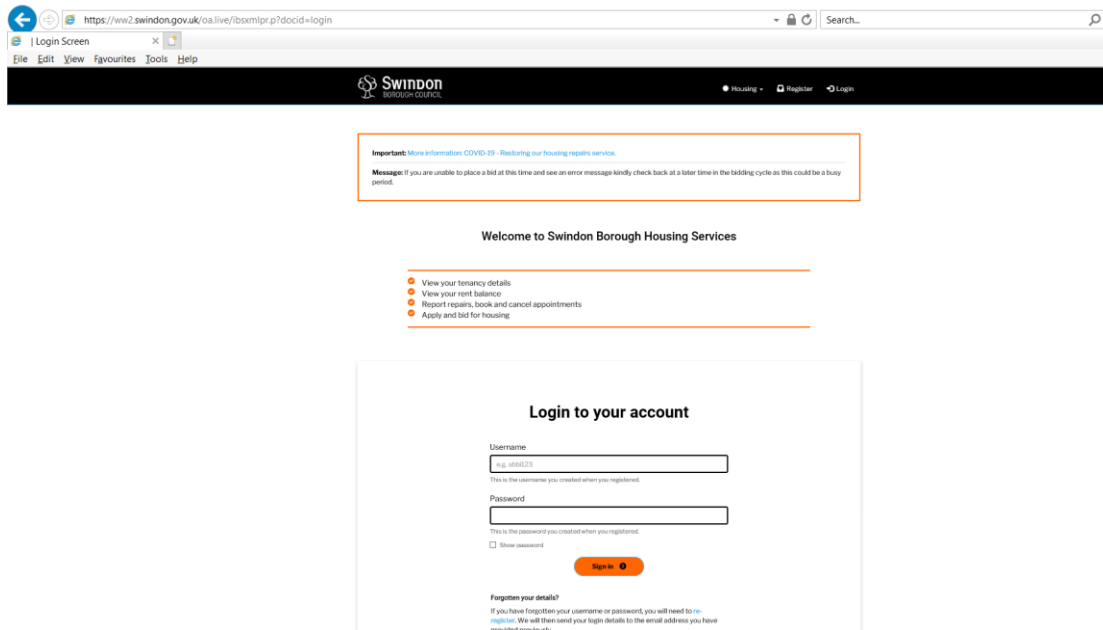 https://ww2.swindon.gov.uk/oa.live/ibsxmlpr.p?docid=login
Search...
| Login Screen
File Edit View Favourites Tools Help
SWINDON
BOROUGH COUNCIL
Housing Register Login
Important: More information: COVID-19 - Restoring our housing repairs service.
Message: If you are unable to place a bid at this time and see an error message kindly check back at a later time in the bidding cycle as this could be a busy
period.
Welcome to Swindon Borough Housing Services
View your tenancy details
View your rent balance
Report repairs, book and cancel appointments
Apply and bid for housing
Login to your account
Username
e.g. abbi123
This is the username you created when you registered.
Password
This is the password you created when you registered.
Show password
Sign in
Forgotten your details?
If you have forgotten your username or password, you will need to re-
register. We will then send your login details to the email address you have
provided previously.